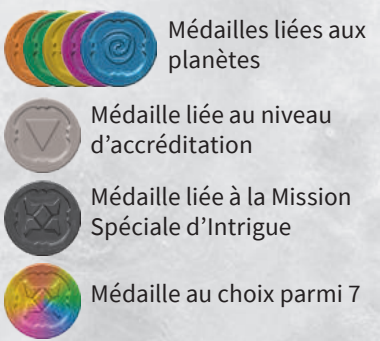 Médailles liées aux
planètes
Médaille liée au niveau
d'accréditation
Médaille liée à la Mission
Spéciale d'Intrigue
Médaille au choix parmi 7